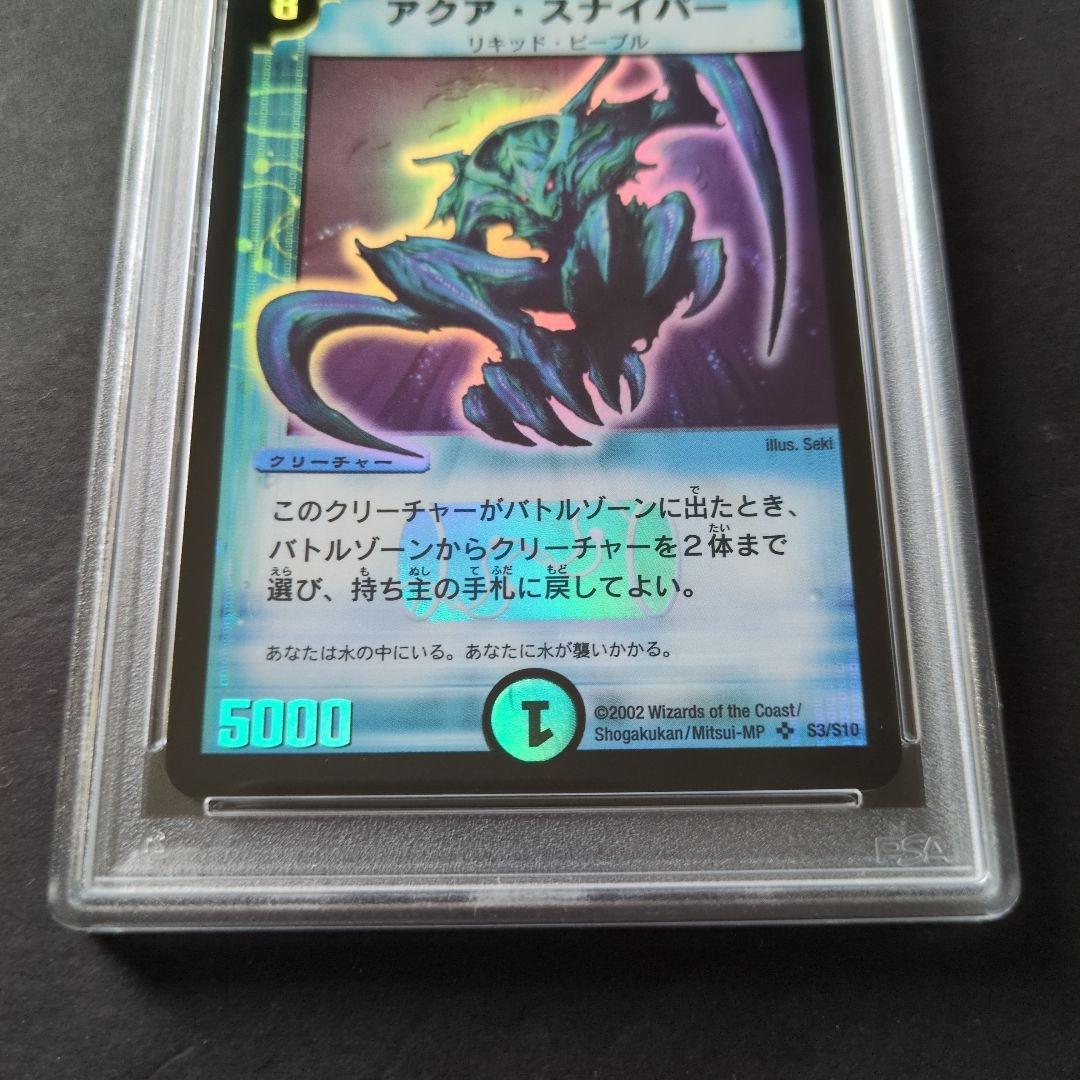 8
アクア・スナイパー
リキッド・ピープル
illus. Seki
クリーチャー
このクリーチャーがバトルゾーンに出たとき、
バトルゾーンからクリーチャーを2体まで
選び、持ち主の手札に戻してよい。
あなたは水の中にいる。あなたに水が襲いかかる。
5000
1
©2002 Wizards of the Coast/
Shogakukan/Mitsui-MP S3/S10
PSA